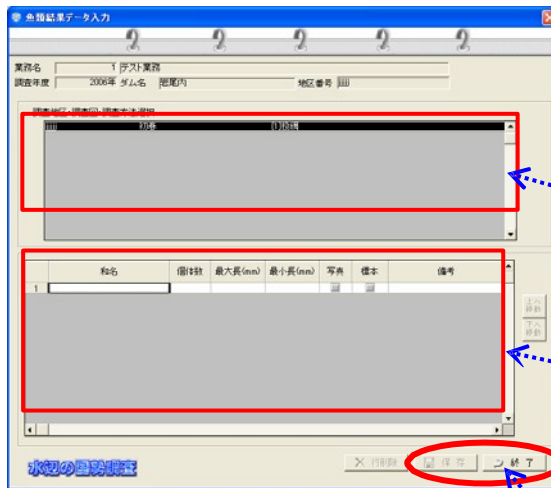 魚類結果データ入力
業務名 1 テスト業務
調査年度 2006年 ダム名 岩尾内 地区番号
調査地区・調査回・調査方法選択
初春 [1]投網
和名 個体数 最大長(mm) 最小長(mm) 写真 標本 備考
1
上へ移動
下へ移動
水辺の国勢調査
行削除 保存 終了